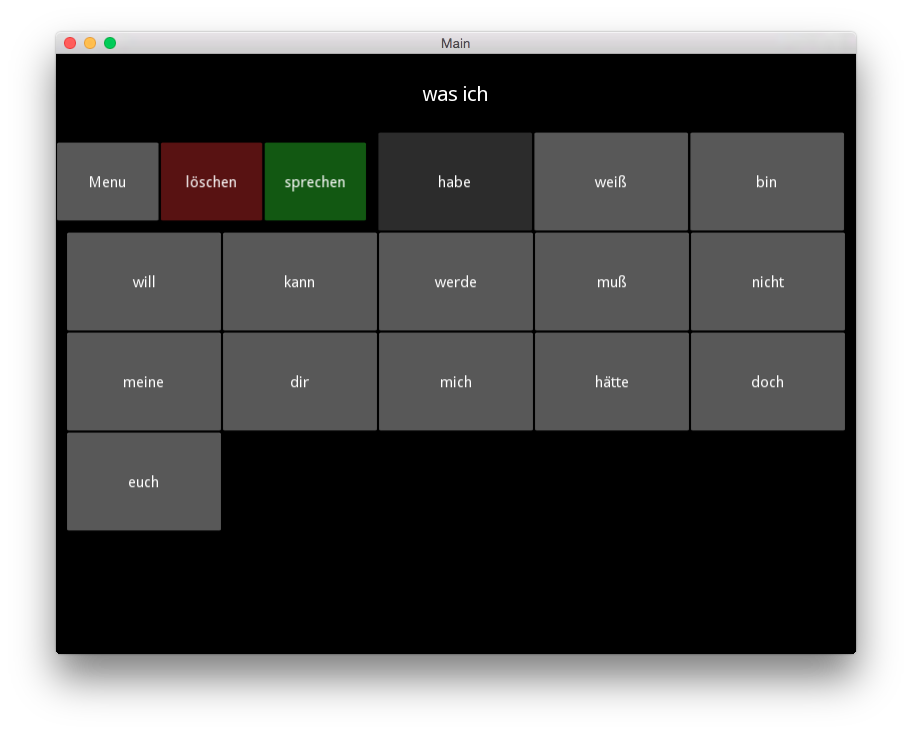 Main
was ich
Menu löschen sprechen habe weiß bin
will kann werde muß nicht
meine dir mich hätte doch
euch